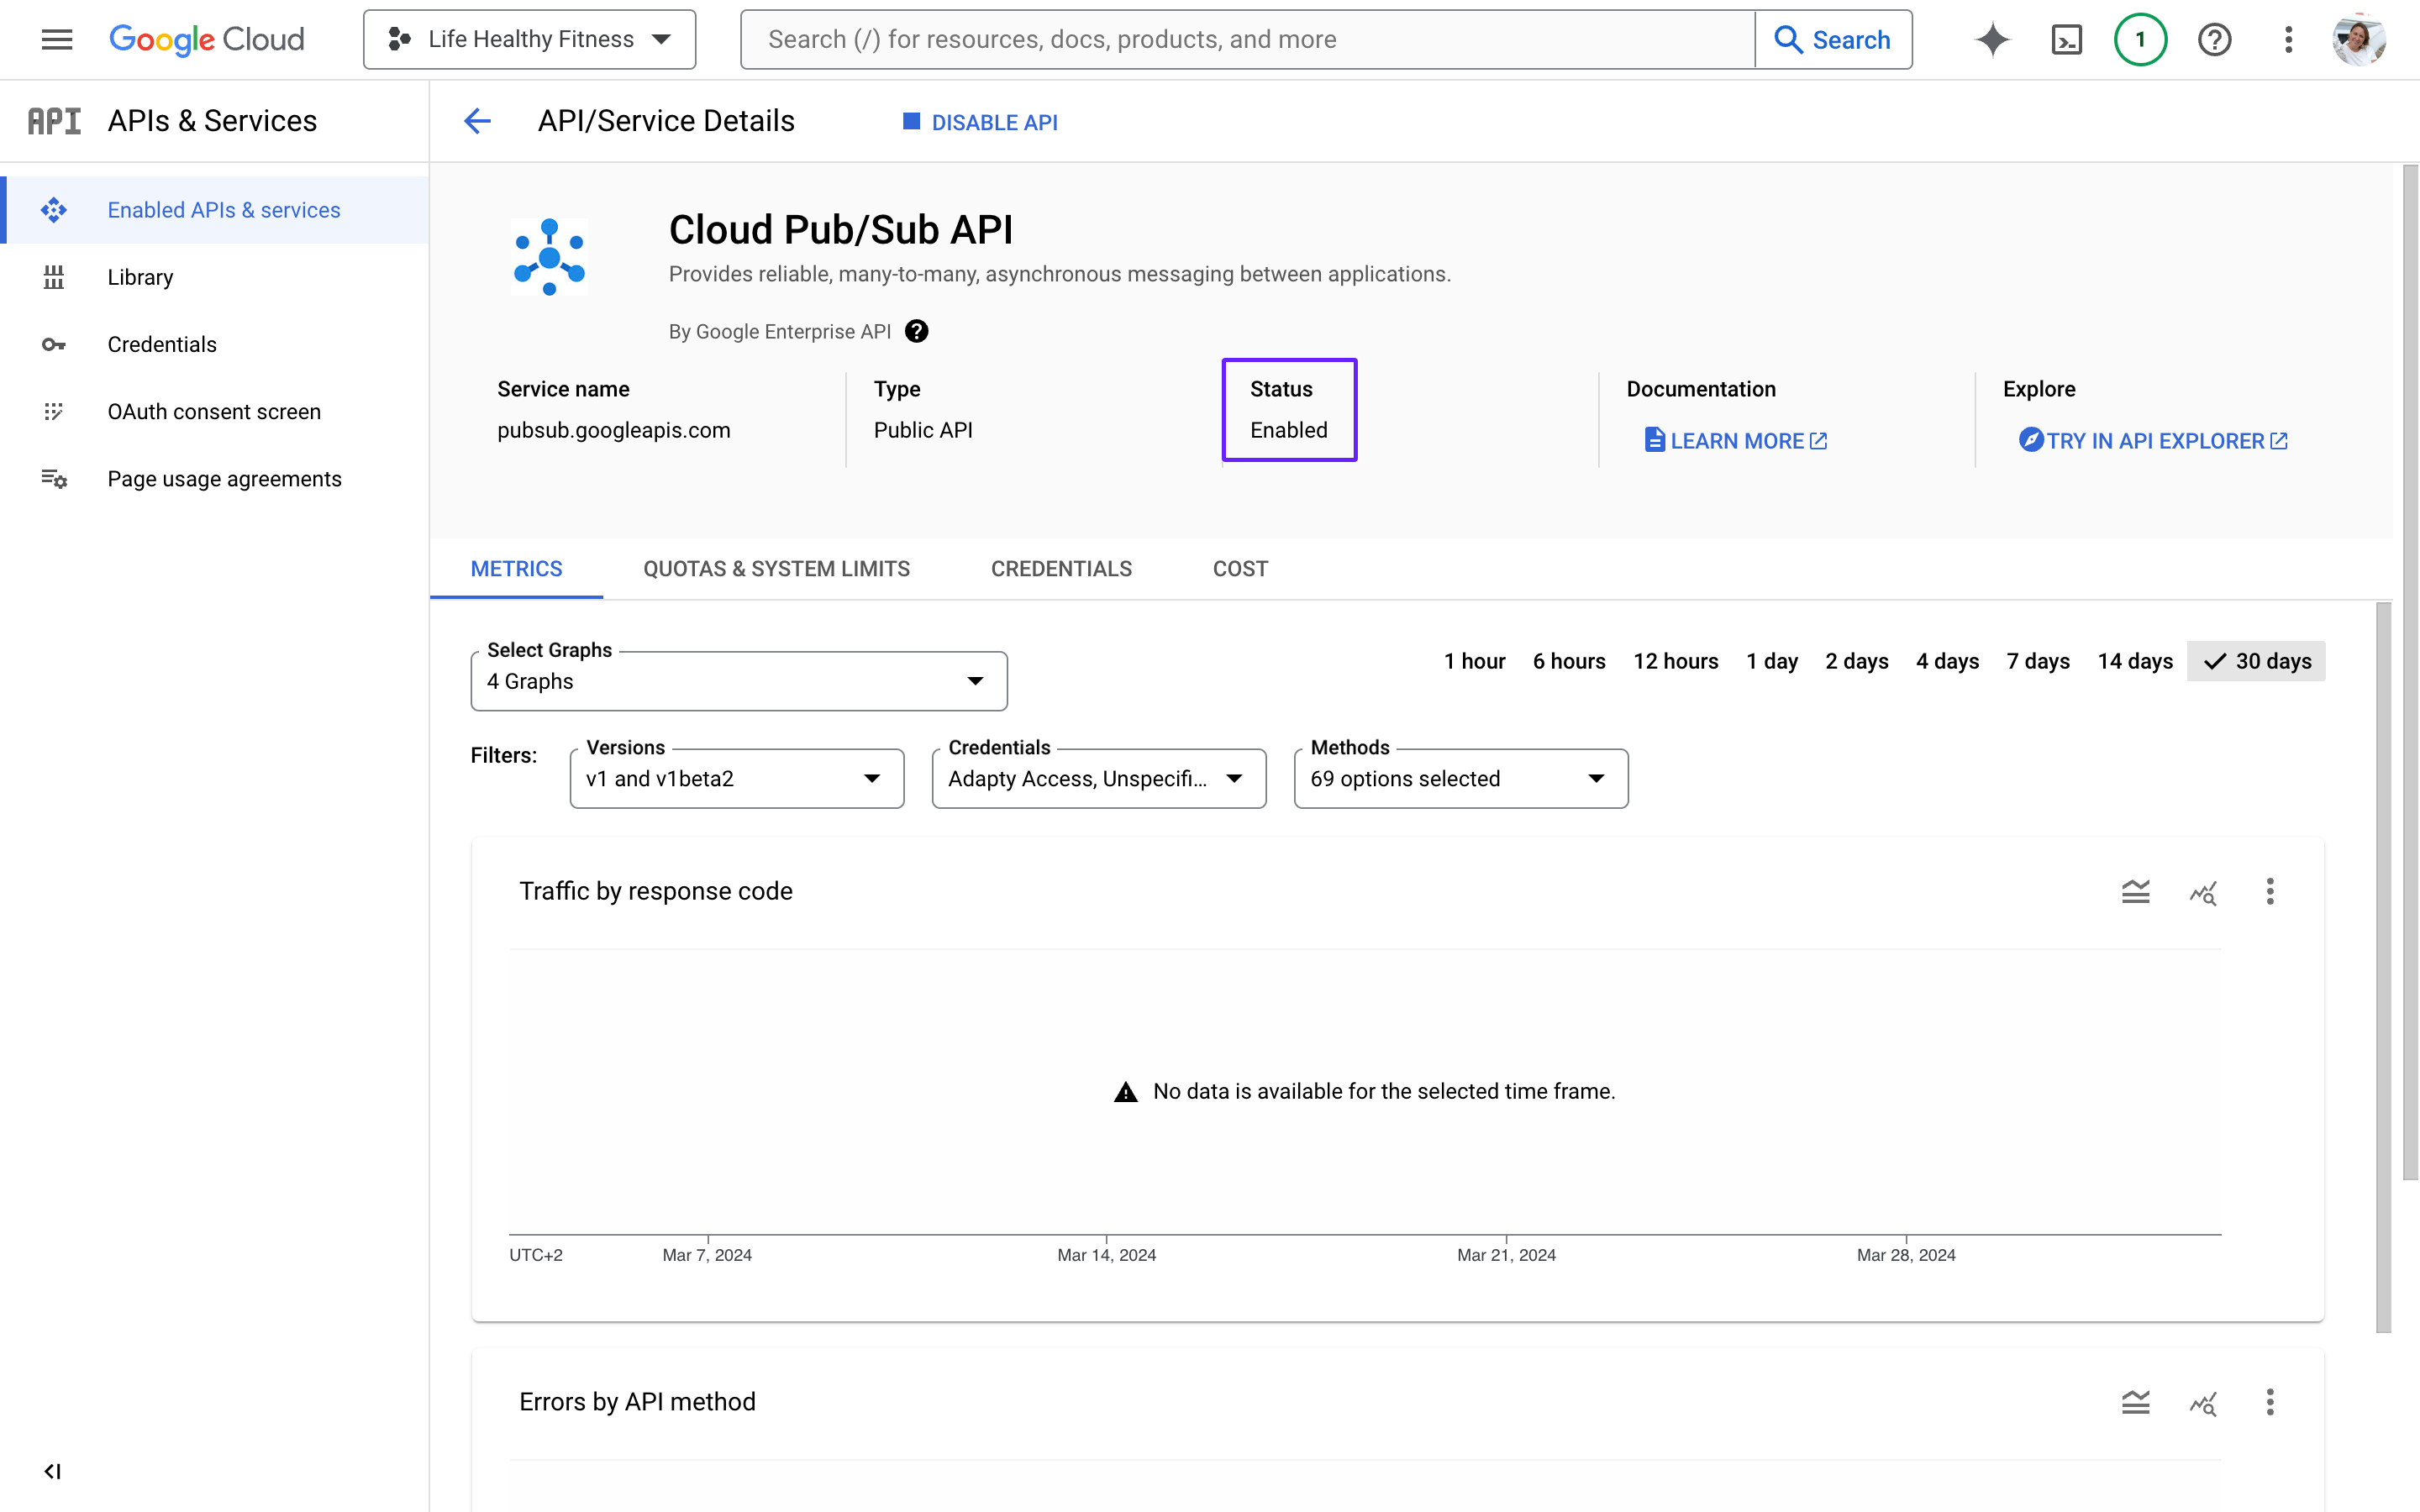 Google Cloud
Life Healthy Fitness
Search (/) for resources, docs, products, and more
Search
1
API
APIs & Services
API/Service Details
DISABLE API
Enabled APIs & services
Library
Credentials
OAuth consent screen
Page usage agreements
Cloud Pub/Sub API
Provides reliable, many-to-many, asynchronous messaging between applications.
By Google Enterprise API
Service name
pubsub.googleapis.com
Type
Public API
Status
Enabled
Documentation
LEARN MORE
Explore
TRY IN API EXPLORER
METRICS
QUOTAS & SYSTEM LIMITS
CREDENTIALS
COST
Select Graphs
4 Graphs
1 hour
6 hours
12 hours
1 day
2 days
4 days
7 days
14 days
30 days
Filters:
Versions
v1 and v1beta2
Credentials
Adapty Access, Unspecifi...
Methods
69 options selected
Traffic by response code
No data is available for the selected time frame.
UTC+2
Mar 7, 2024
Mar 14, 2024
Mar 21, 2024
Mar 28, 2024
Errors by API method